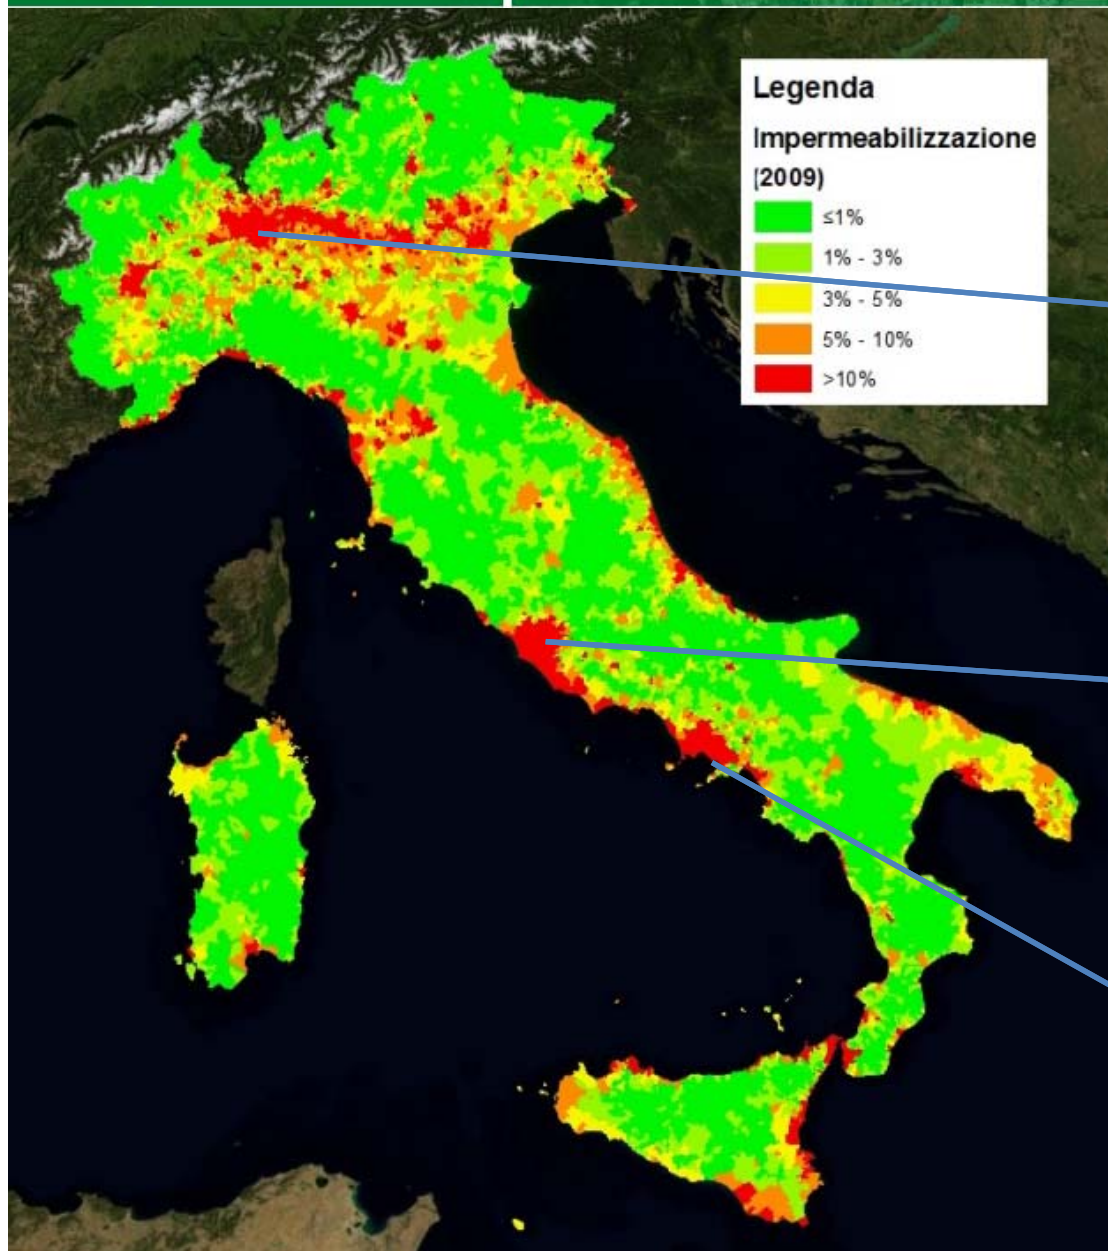 Legenda
Impermeabilizzazione
(2009)
≤1%
1% - 3%
3% - 5%
5% - 10%
>10%